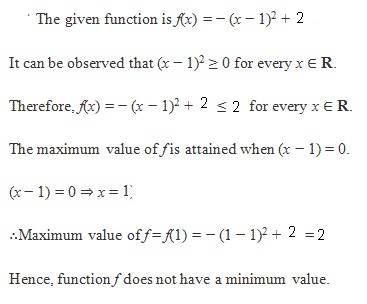 The given function is f(x) = − (x − 1)² + 2
It can be observed that (x − 1)² ≥ 0 for every x ∈ R.
Therefore, f(x) = − (x − 1)² + 2 ≤ 2 for every x ∈ R.
The maximum value of f is attained when (x − 1) = 0.
(x − 1) = 0 ⇒ x = 1;
∴Maximum value of f = f(1) = − (1 − 1)² + 2 = 2
Hence, function f does not have a minimum value.